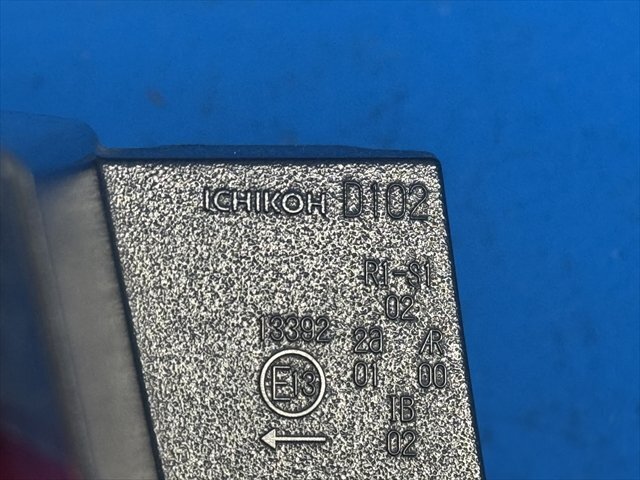 ICHIKOH D102
R1-S1
02
13392 2a AR
E13 01 00
IB
← 02